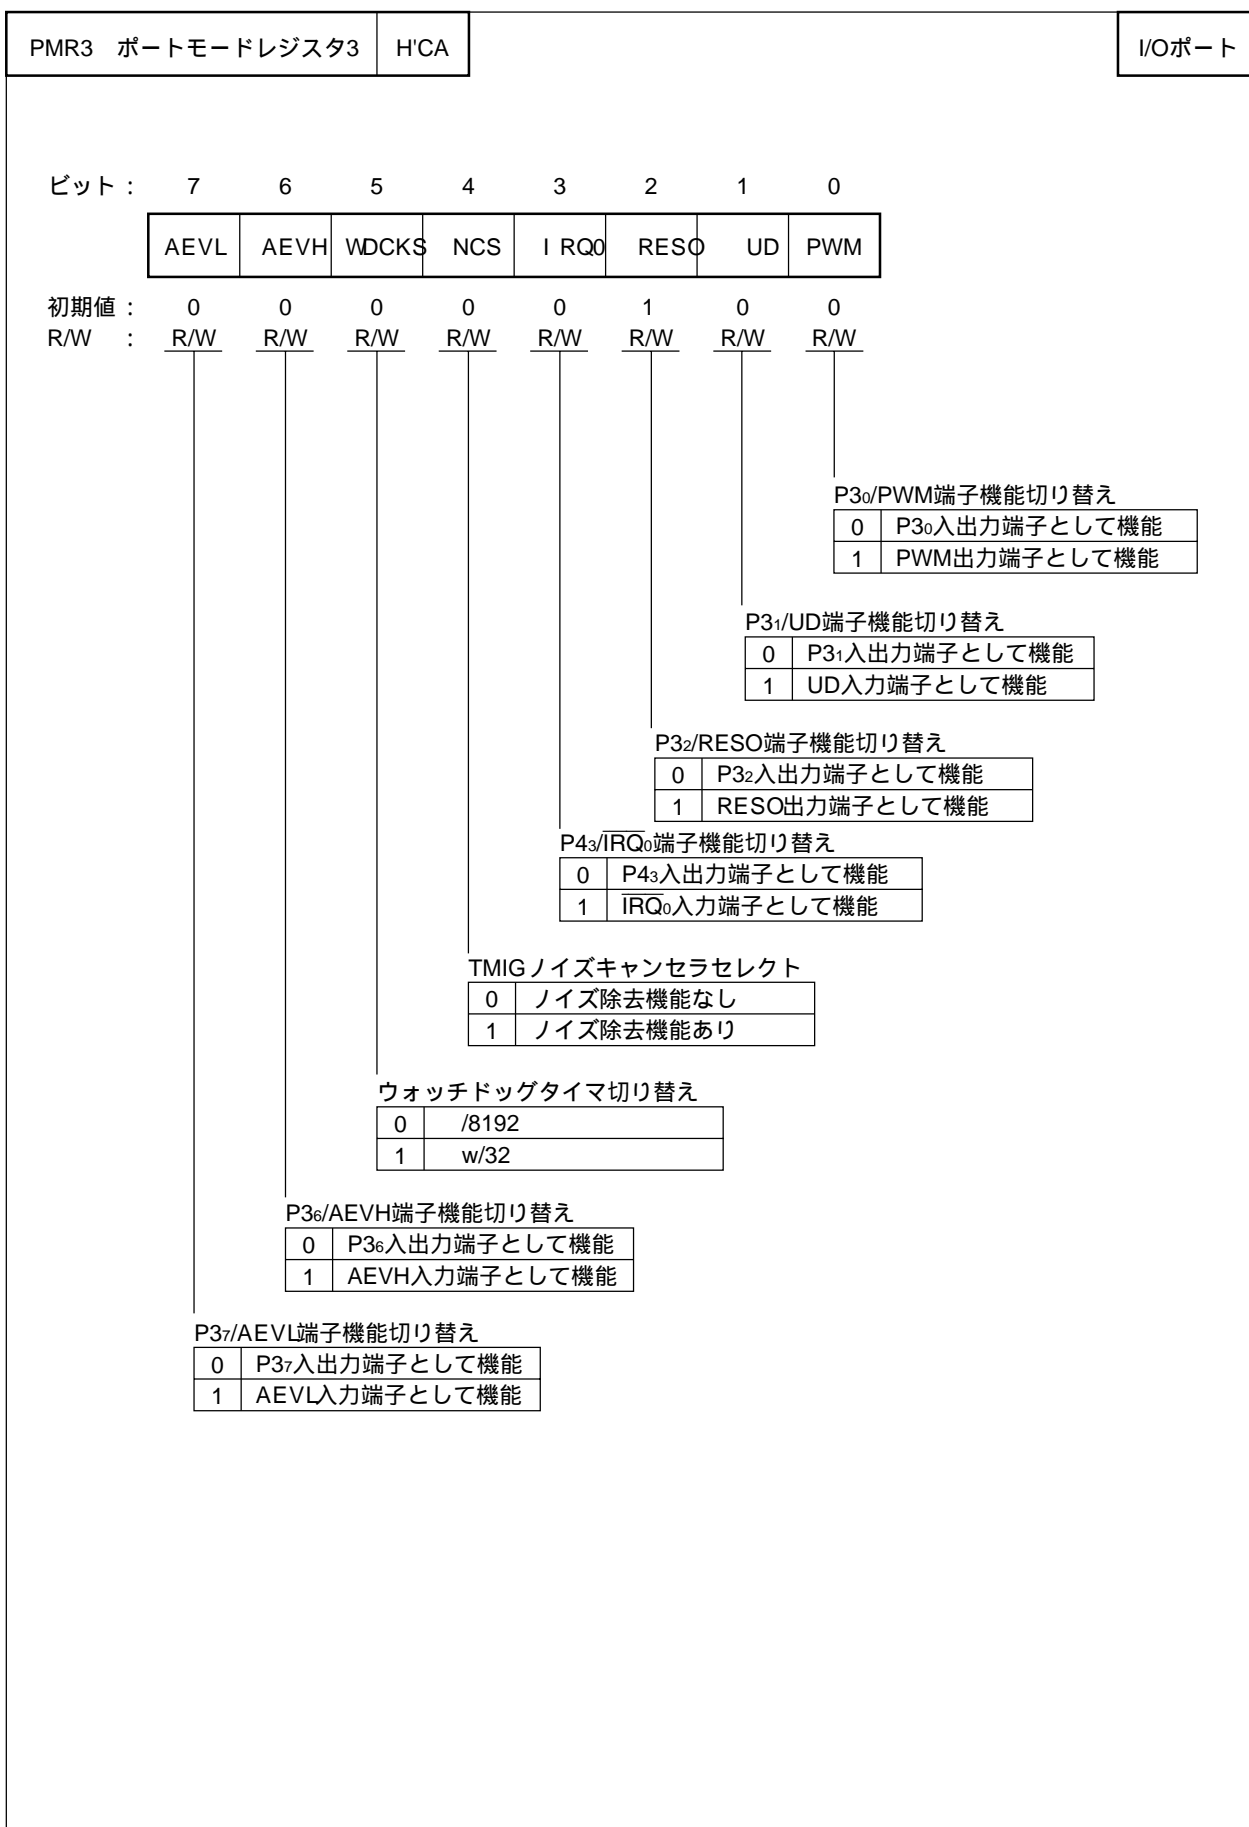 PMR3 ポートモードレジスタ3 H'CA I/Oポート
ビット : 7 6 5 4 3 2 1 0
AEVL AEVH WDCKS NCS IRQ0 RESO UD PWM
初期値 : 0 0 0 0 0 1 0 0
R/W : R/W R/W R/W R/W R/W R/W R/W R/W
P3₀/PWM端子機能切り替え
0 P3₀入出力端子として機能
1 PWM出力端子として機能
P3₁/UD端子機能切り替え
0 P3₁入出力端子として機能
1 UD入力端子として機能
P3₂/RESO端子機能切り替え
0 P3₂入出力端子として機能
1 RESO出力端子として機能
P4₃/I̅R̅Q̅₀端子機能切り替え
0 P4₃入出力端子として機能
1 I̅R̅Q̅₀入力端子として機能
TMIGノイズキャンセラセレクト
0 ノイズ除去機能なし
1 ノイズ除去機能あり
ウォッチドッグタイマ切り替え
0 /8192
1 w/32
P3₆/AEVH端子機能切り替え
0 P3₆入出力端子として機能
1 AEVH入力端子として機能
P3₇/AEVL端子機能切り替え
0 P3₇入出力端子として機能
1 AEVL入力端子として機能